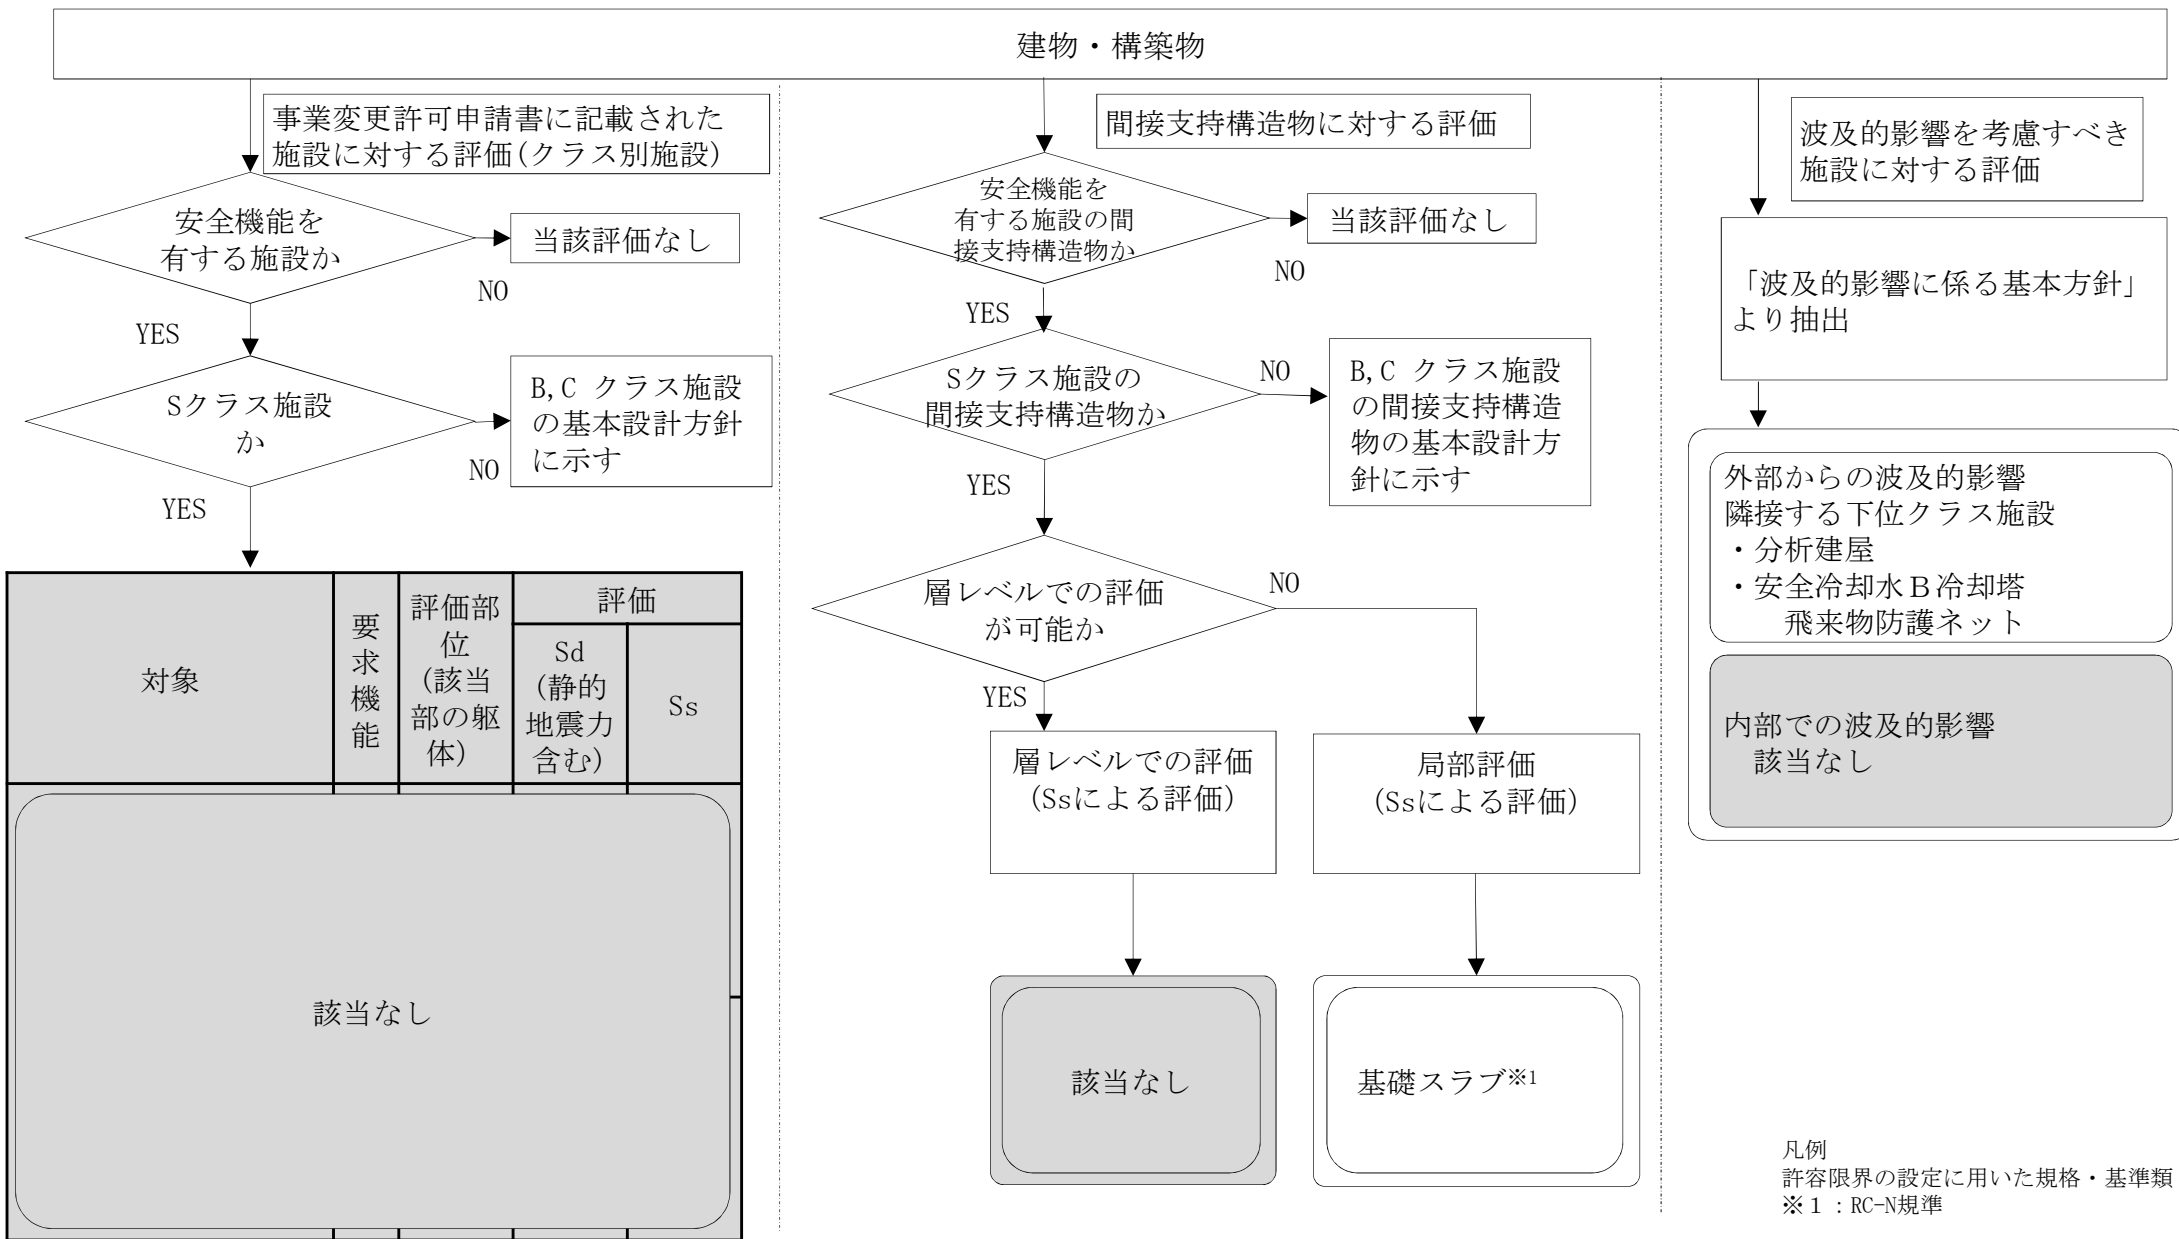 建物・構築物
事業変更許可申請書に記載された
施設に対する評価(クラス別施設)
安全機能を
有する施設か
当該評価なし
NO
YES
Sクラス施設
か
B,C クラス施設
の基本設計方針
に示す
NO
YES
対象
要
求
機
能
評価部
位
(該当
部の躯
体)
評価
Sd
(静的
地震力
含む)
Ss
該当なし
間接支持構造物に対する評価
安全機能を
有する施設の間
接支持構造物か
当該評価なし
NO
YES
Sクラス施設の
間接支持構造物か
NO
B,C クラス施設
の間接支持構造
物の基本設計方
針に示す
YES
層レベルでの評価
が可能か
NO
YES
層レベルでの評価
(Ssによる評価)
局部評価
(Ssによる評価)
該当なし
基礎スラブ※1
波及的影響を考慮すべき
施設に対する評価
「波及的影響に係る基本方針」
より抽出
外部からの波及的影響
隣接する下位クラス施設
・分析建屋
・安全冷却水B冷却塔
飛来物防護ネット
内部での波及的影響
該当なし
凡例
許容限界の設定に用いた規格・基準類
※1:RC-N規準